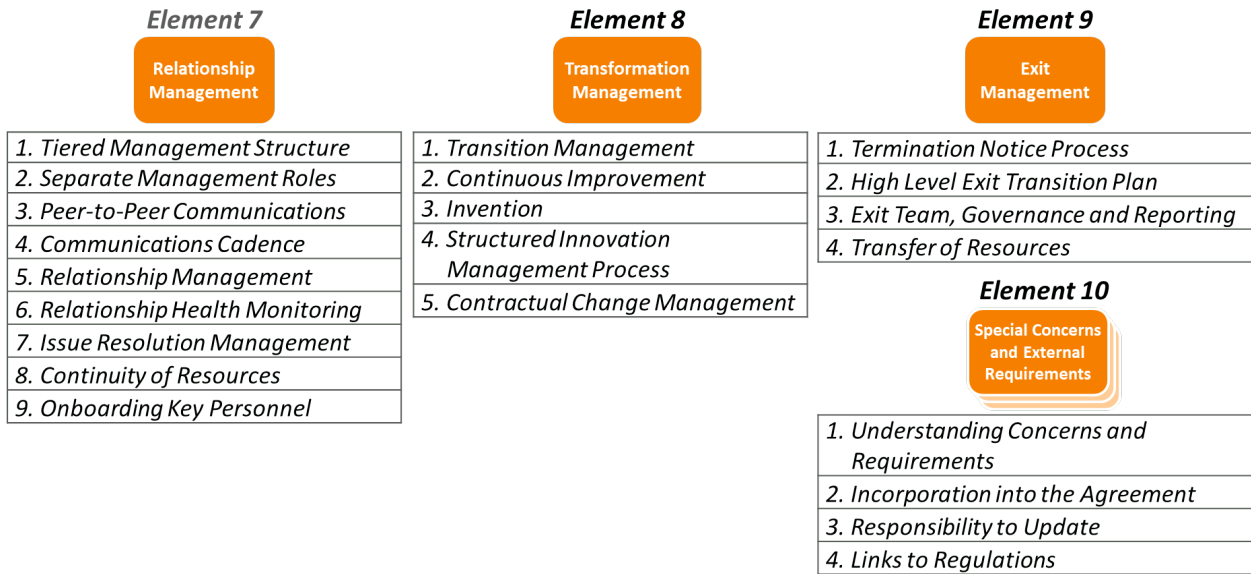 Element 7
Relationship
Management
1. Tiered Management Structure
2. Separate Management Roles
3. Peer-to-Peer Communications
4. Communications Cadence
5. Relationship Management
6. Relationship Health Monitoring
7. Issue Resolution Management
8. Continuity of Resources
9. Onboarding Key Personnel
Element 8
Transformation
Management
1. Transition Management
2. Continuous Improvement
3. Invention
4. Structured Innovation
Management Process
5. Contractual Change Management
Element 9
Exit
Management
1. Termination Notice Process
2. High Level Exit Transition Plan
3. Exit Team, Governance and Reporting
4. Transfer of Resources
Element 10
Special Concerns
and External
Requirements
1. Understanding Concerns and
Requirements
2. Incorporation into the Agreement
3. Responsibility to Update
4. Links to Regulations